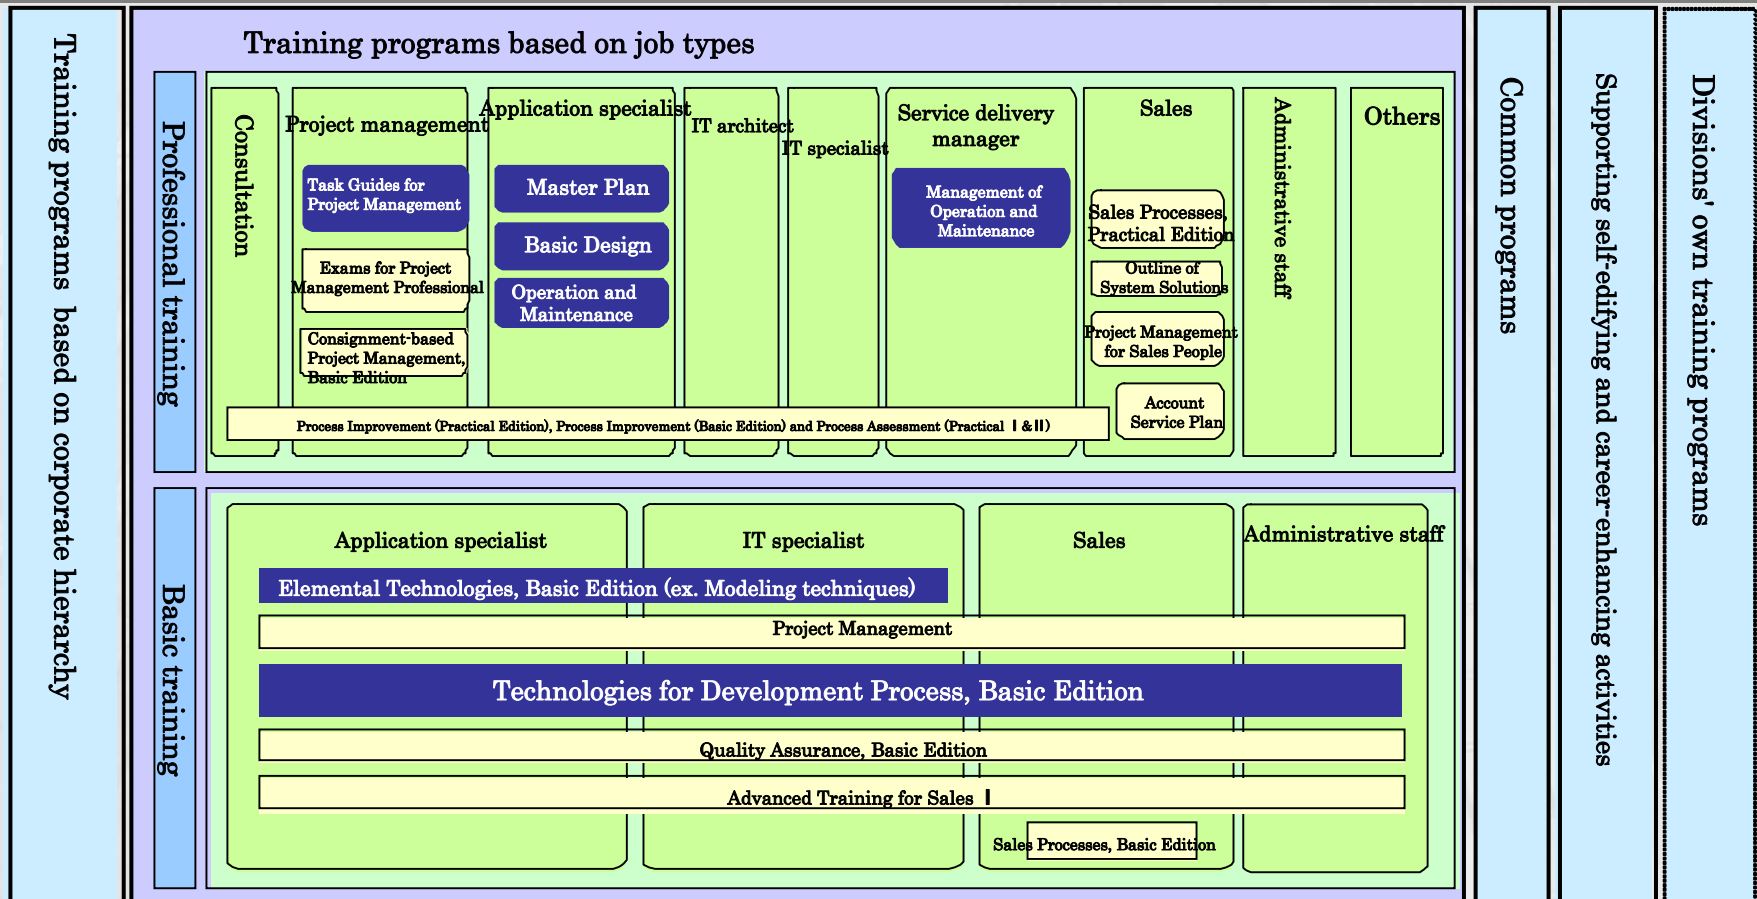 Training programs based on corporate hierarchy
Training programs based on job types
Professional training
Consultation
Project management
Task Guides for
Project Management
Exams for Project
Management Professional
Consignment-based
Project Management,
Basic Edition
Application specialist
Master Plan
Basic Design
Operation and
Maintenance
IT architect
IT specialist
Service delivery
manager
Management of
Operation and
Maintenance
Sales
Sales Processes,
Practical Edition
Outline of
System Solutions
Project Management
for Sales People
Account
Service Plan
Administrative staff
Others
Process Improvement (Practical Edition), Process Improvement (Basic Edition) and Process Assessment (Practical Ⅰ & Ⅱ)
Basic training
Application specialist
IT specialist
Sales
Administrative staff
Elemental Technologies, Basic Edition (ex. Modeling techniques)
Project Management
Technologies for Development Process, Basic Edition
Quality Assurance, Basic Edition
Advanced Training for Sales Ⅰ
Sales Processes, Basic Edition
Common programs
Supporting self-edifying and career-enhancing activities
Divisions' own training programs